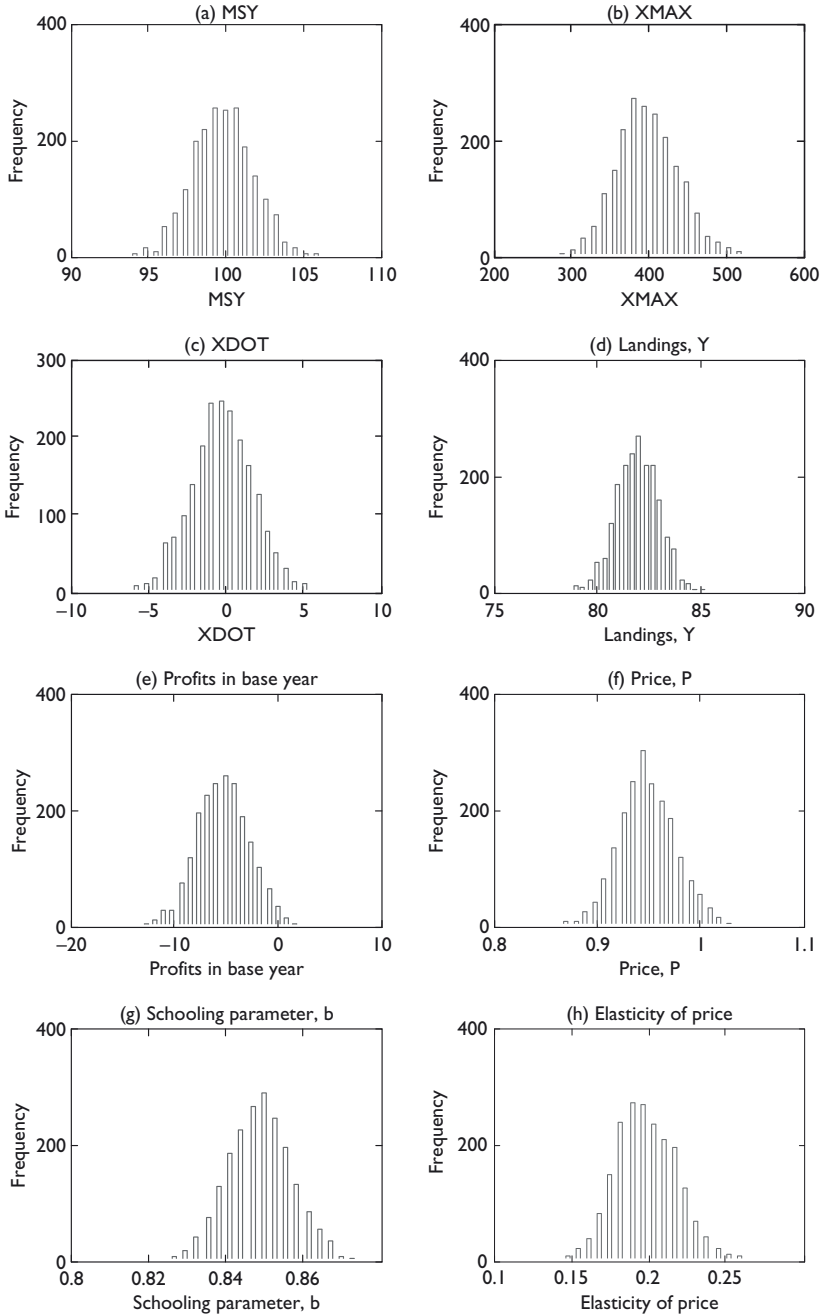 (a) MSY
400
200
0
Frequency
90 95 100 105 110
MSY
(b) XMAX
400
200
0
Frequency
200 300 400 500 600
XMAX
(c) XDOT
300
200
100
0
Frequency
–10 –5 0 5 10
XDOT
(d) Landings, Y
400
200
0
Frequency
75 80 85 90
Landings, Y
(e) Profits in base year
400
200
0
Frequency
–20 –10 0 10
Profits in base year
(f) Price, P
400
200
0
Frequency
0.8 0.9 1 1.1
Price, P
(g) Schooling parameter, b
400
200
0
Frequency
0.8 0.82 0.84 0.86
Schooling parameter, b
(h) Elasticity of price
400
200
0
Frequency
0.1 0.15 0.2 0.25
Elasticity of price